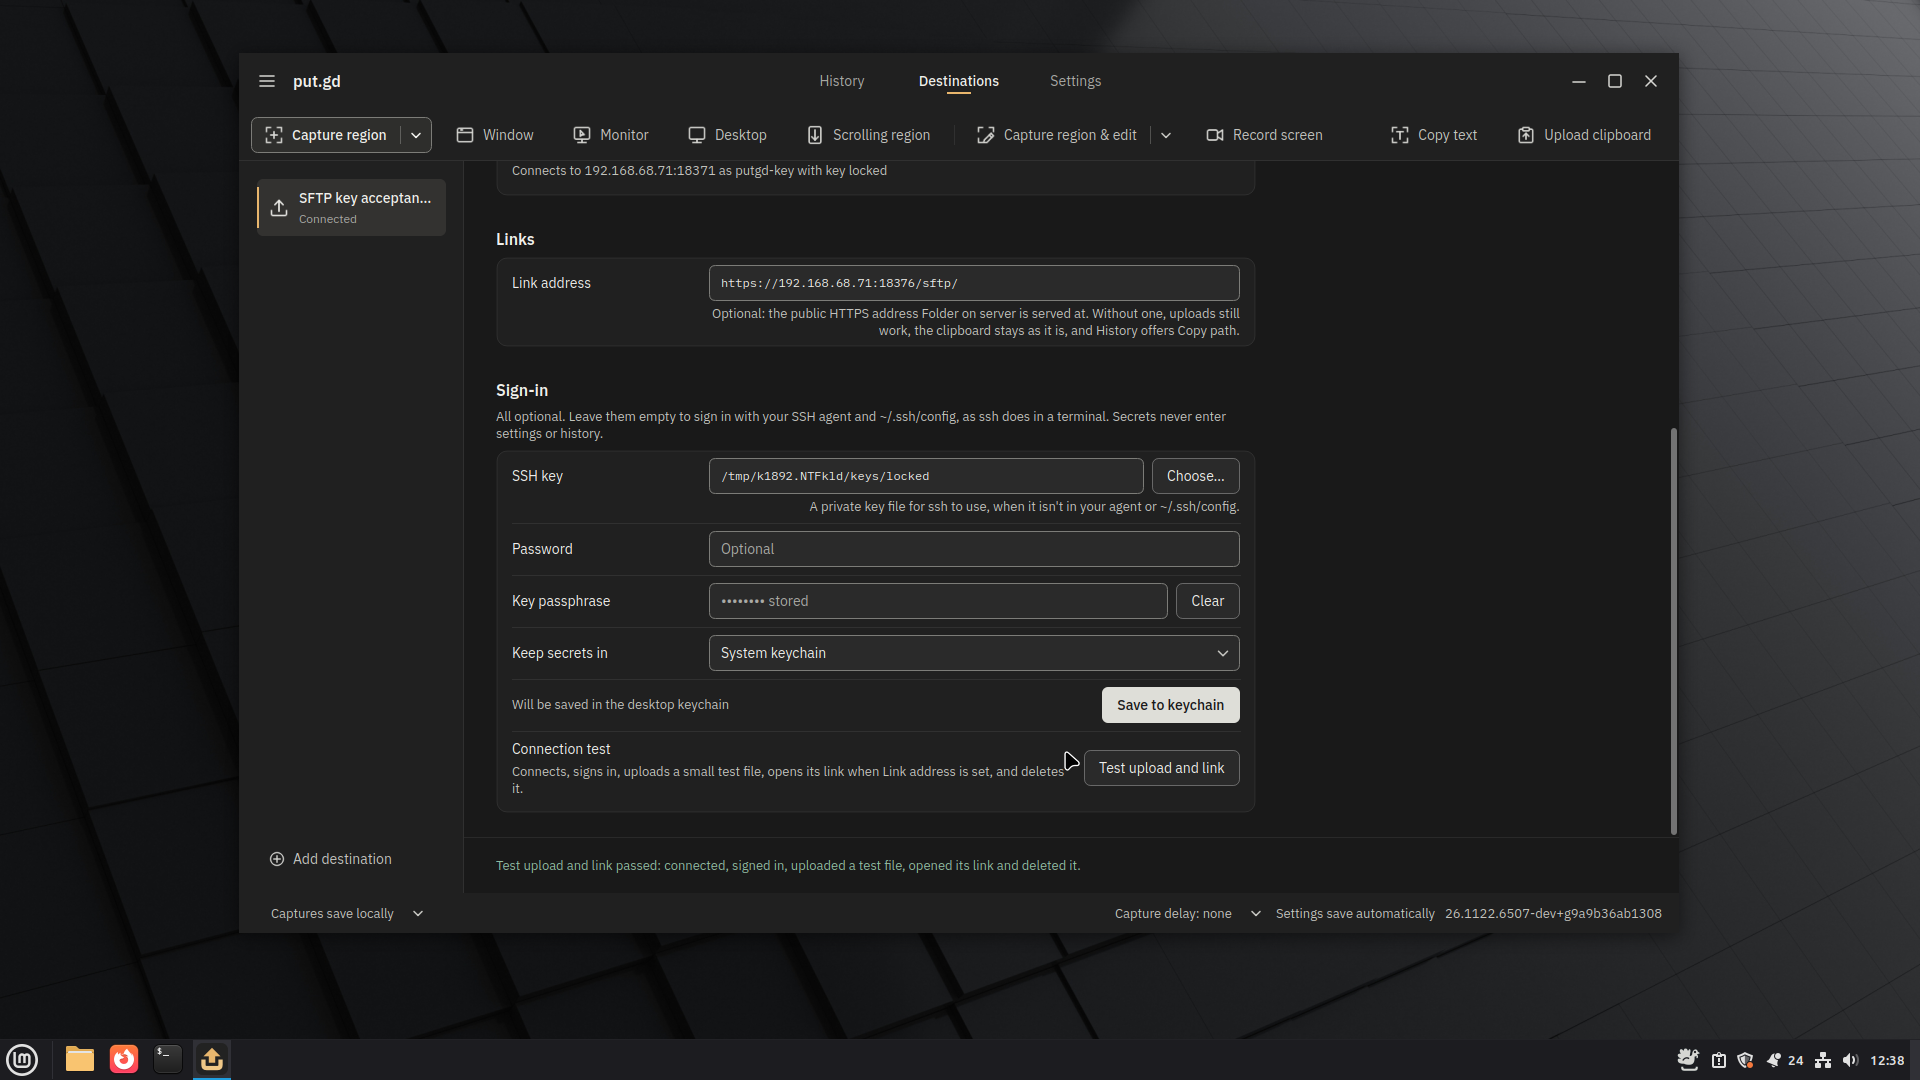 put.gd
History
Destinations
Settings
Capture region
Window
Monitor
Desktop
Scrolling region
Capture region & edit
Record screen
Copy text
Upload clipboard
SFTP key acceptan...
Connected
Connects to 192.168.68.71:18371 as putgd-key with key locked
Links
Link address
https://192.168.68.71:18376/sftp/
Optional: the public HTTPS address Folder on server is served at. Without one, uploads still
work, the clipboard stays as it is, and History offers Copy path.
Sign-in
All optional. Leave them empty to sign in with your SSH agent and ~/.ssh/config, as ssh does in a terminal. Secrets never enter
settings or history.
SSH key
/tmp/k1892.NTFkld/keys/locked
Choose...
A private key file for ssh to use, when it isn't in your agent or ~/.ssh/config.
Password
Optional
Key passphrase
•••••••• stored
Clear
Keep secrets in
System keychain
Will be saved in the desktop keychain
Save to keychain
Connection test
Connects, signs in, uploads a small test file, opens its link when Link address is set, and deletes
it.
Test upload and link
Add destination
Test upload and link passed: connected, signed in, uploaded a test file, opened its link and deleted it.
Captures save locally
Capture delay: none
Settings save automatically
26.1122.6507-dev+g9a9b36ab1308
24
12:38